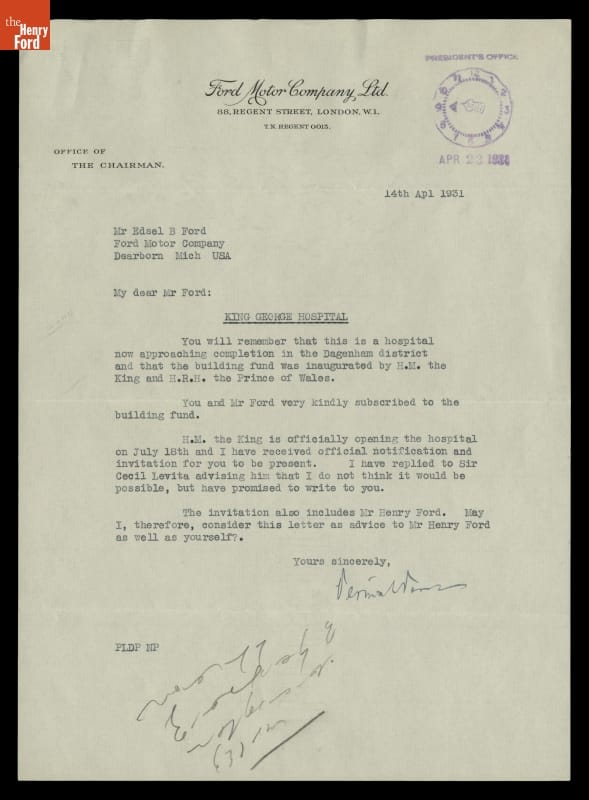 the
Henry
Ford
Ford Motor Company, Ltd.
88, REGENT STREET, LONDON, W.1.
T.N. REGENT 0013.
PRESIDENT'S OFFICE
OFFICE OF
THE CHAIRMAN.
14th Apl 1931
Mr Edsel B Ford
Ford Motor Company
Dearborn Mich USA
My dear Mr Ford:
KING GEORGE HOSPITAL
You will remember that this is a hospital
now approaching completion in the Dagenham district
and that the building fund was inaugurated by H.M. the
King and H.R.H. the Prince of Wales.
You and Mr Ford very kindly subscribed to the
building fund.
H.M. the King is officially opening the hospital
on July 18th and I have received official notification and
invitation for you to be present. I have replied to Sir
Cecil Levita advising him that I do not think it would be
possible, but have promised to write to you.
The invitation also includes Mr Henry Ford. May
I, therefore, consider this letter as advice to Mr Henry Ford
as well as yourself?.
Yours sincerely,
PLDP NP